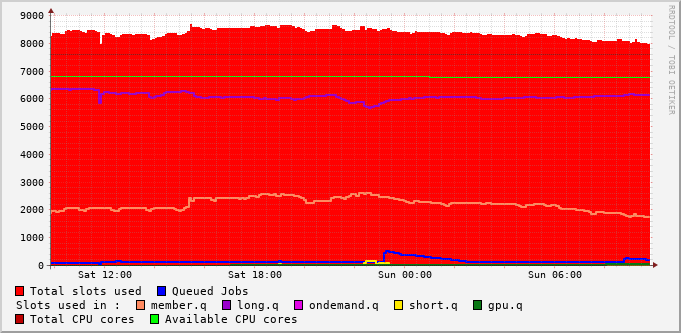 9000
8000
7000
6000
5000
4000
3000
2000
1000
0
Sat 12:00 Sat 18:00 Sun 00:00 Sun 06:00
RRDTOOL / TOBI OETIKER
Total slots used Queued Jobs
Slots used in : member.q long.q ondemand.q short.q gpu.q
Total CPU cores Available CPU cores